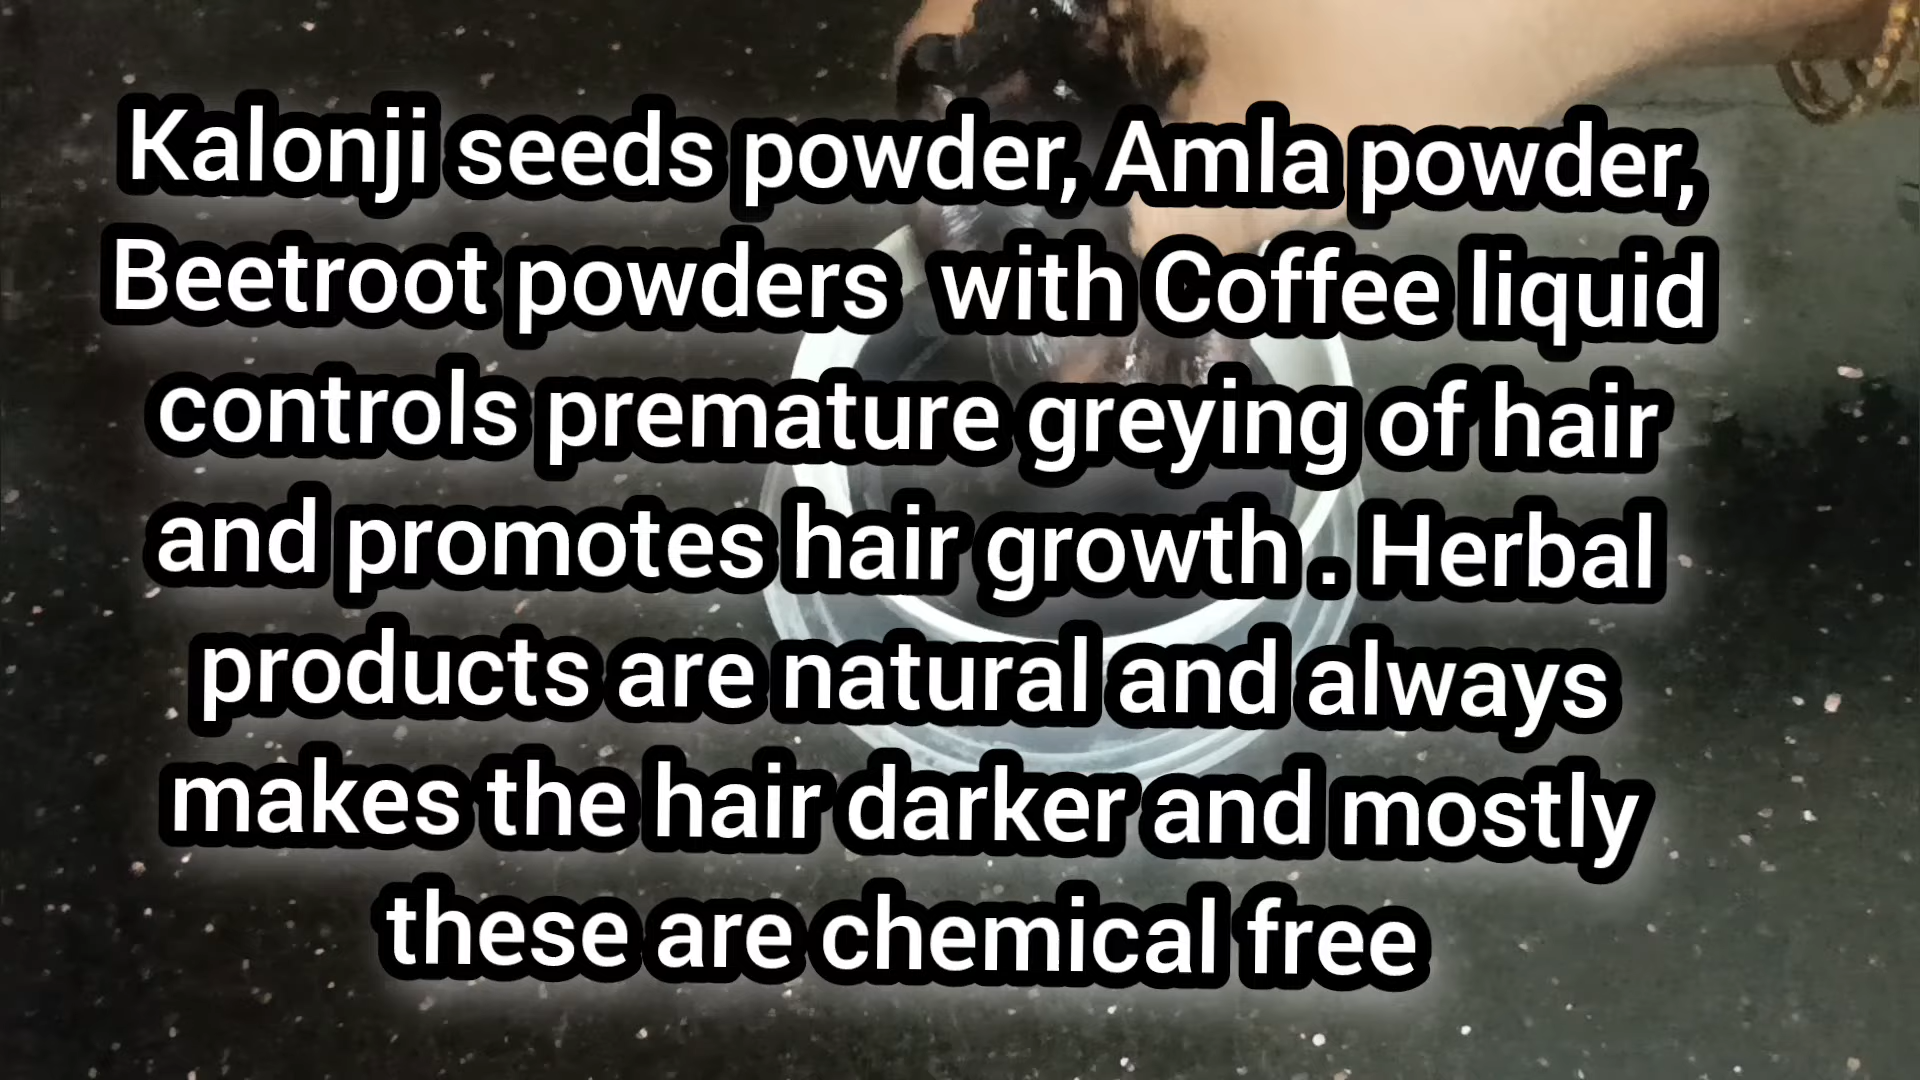 Kalonji seeds powder, Amla powder,
Beetroot powders with Coffee liquid
controls premature greying of hair
and promotes hair growth . Herbal
products are natural and always
makes the hair darker and mostly
these are chemical free